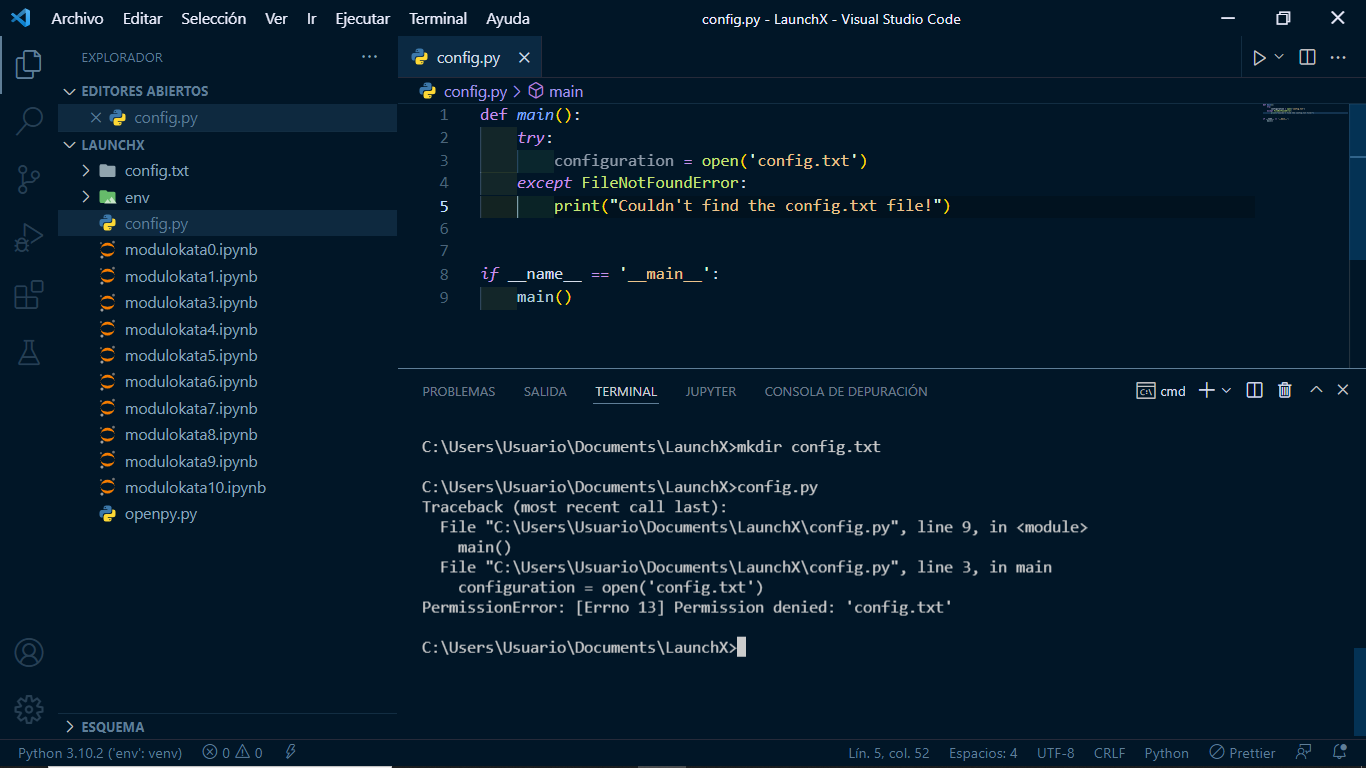 Archivo Editar Selección Ver Ir Ejecutar Terminal Ayuda
config.py - LaunchX - Visual Studio Code
EXPLORADOR
EDITORES ABIERTOS
config.py
LAUNCHX
config.txt
env
config.py
modulokata0.ipynb
modulokata1.ipynb
modulokata3.ipynb
modulokata4.ipynb
modulokata5.ipynb
modulokata6.ipynb
modulokata7.ipynb
modulokata8.ipynb
modulokata9.ipynb
modulokata10.ipynb
openpy.py
ESQUEMA
config.py
config.py > main
1 def main():
2 try:
3 configuration = open('config.txt')
4 except FileNotFoundError:
5 print("Couldn't find the config.txt file!")
6
7
8 if __name__ == '__main__':
9 main()
PROBLEMAS SALIDA TERMINAL JUPYTER CONSOLA DE DEPURACIÓN
cmd
C:\Users\Usuario\Documents\LaunchX>mkdir config.txt
C:\Users\Usuario\Documents\LaunchX>config.py
Traceback (most recent call last):
File "C:\Users\Usuario\Documents\LaunchX\config.py", line 9, in <module>
main()
File "C:\Users\Usuario\Documents\LaunchX\config.py", line 3, in main
configuration = open('config.txt')
PermissionError: [Errno 13] Permission denied: 'config.txt'
C:\Users\Usuario\Documents\LaunchX>
Python 3.10.2 ('env': venv) 0 0 Lín. 5, col. 52 Espacios: 4 UTF-8 CRLF Python Prettier